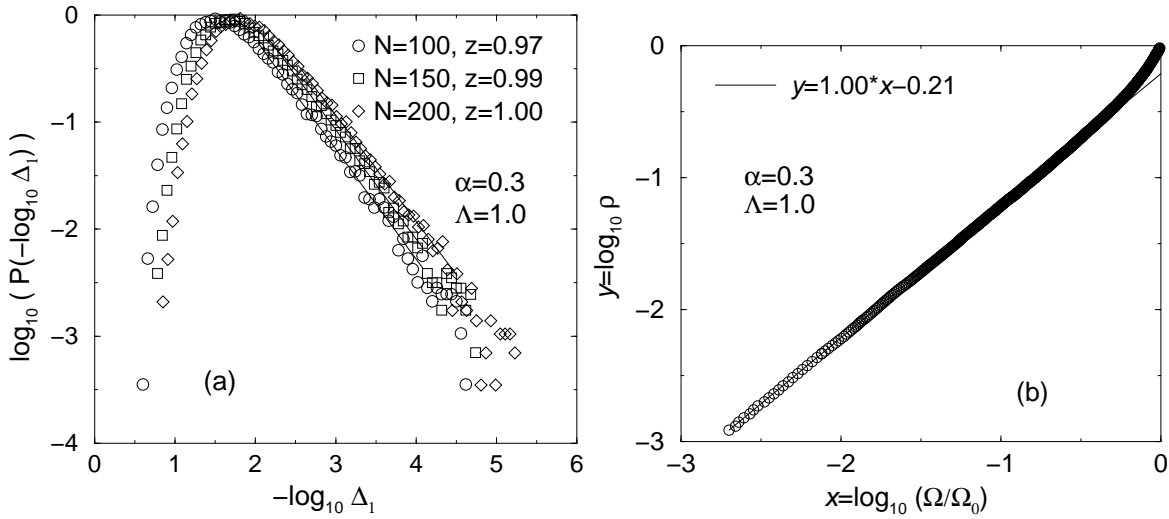 0
−1
−2
−3
−4
log₁₀ ( P(−log₁₀ Δ₁) )
N=100, z=0.97
N=150, z=0.99
N=200, z=1.00
α=0.3
Λ=1.0
(a)
0 1 2 3 4 5 6
−log₁₀ Δ₁
0
−1
−2
−3
y=log₁₀ ρ
y=1.00*x−0.21
α=0.3
Λ=1.0
(b)
−3 −2 −1 0
x=log₁₀ (Ω/Ω₀)